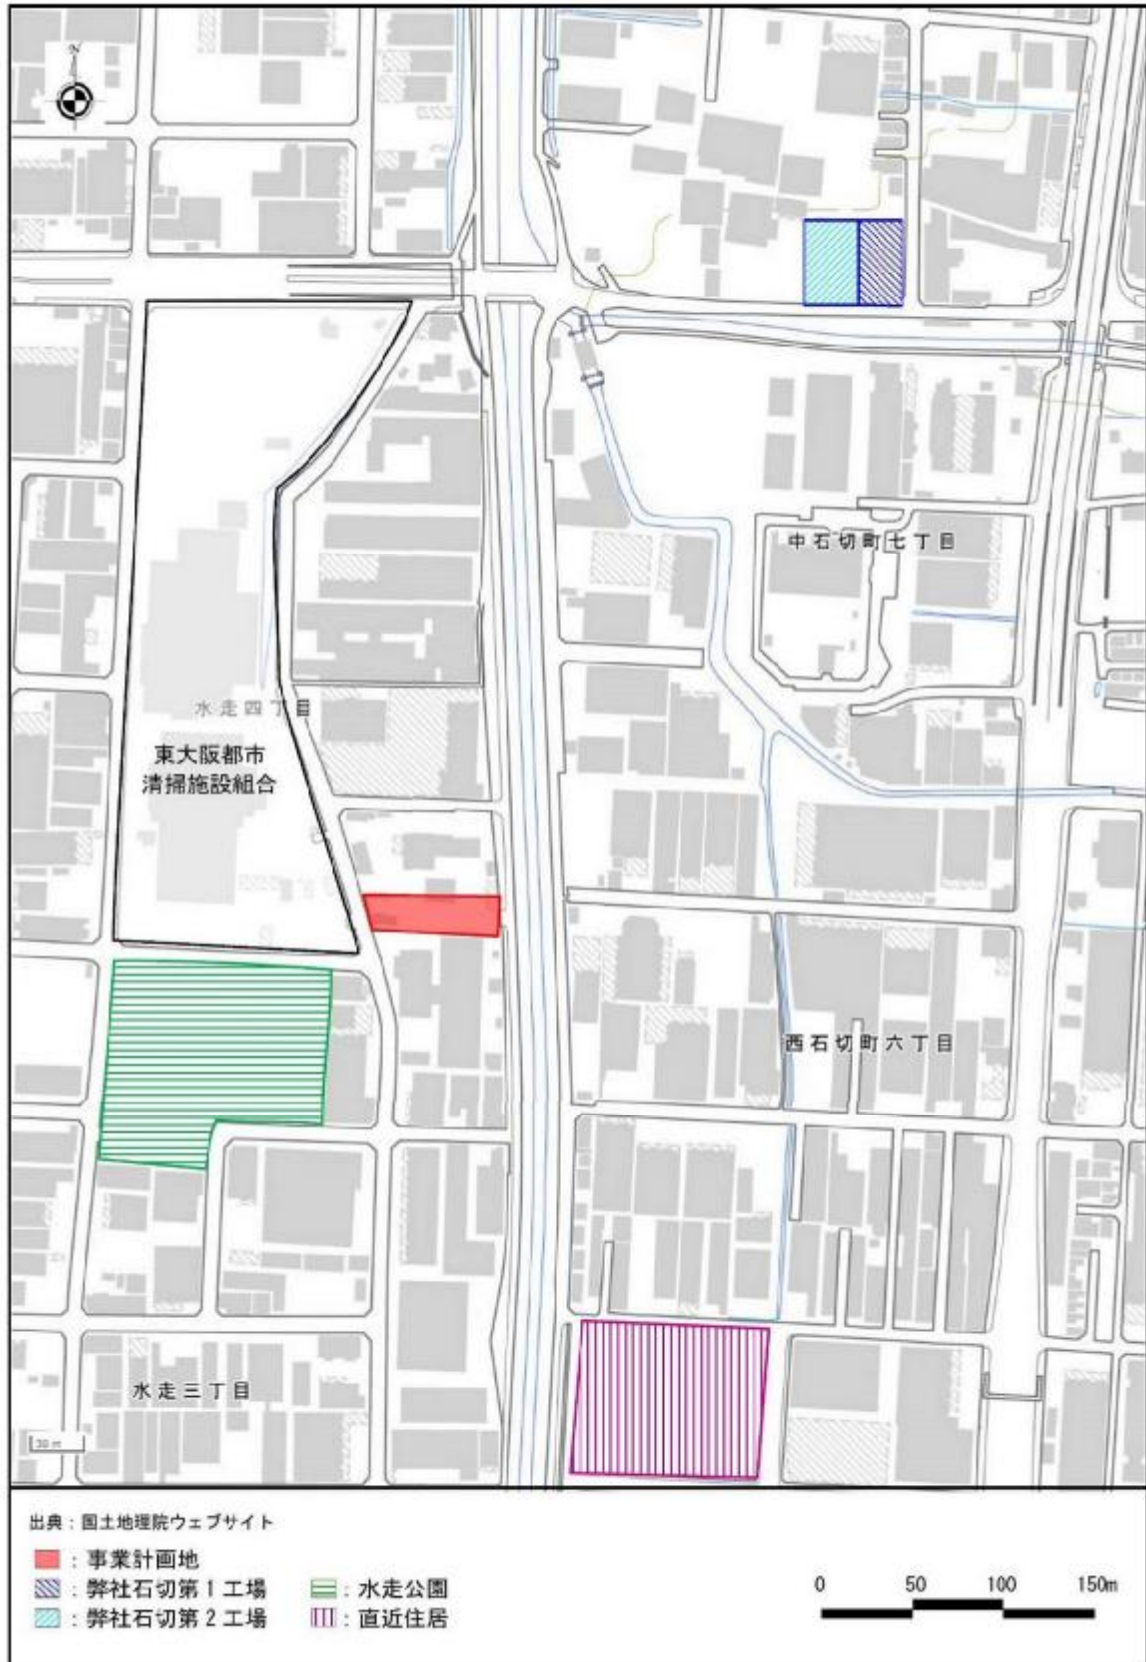 N
中石切町七丁目
水走四丁目
東大阪都市
清掃施設組合
西石切町六丁目
水走三丁目
30 m
出典：国土地理院ウェブサイト
：事業計画地
：弊社石切第１工場
：水走公園
：弊社石切第２工場
：直近住居
0 50 100 150m